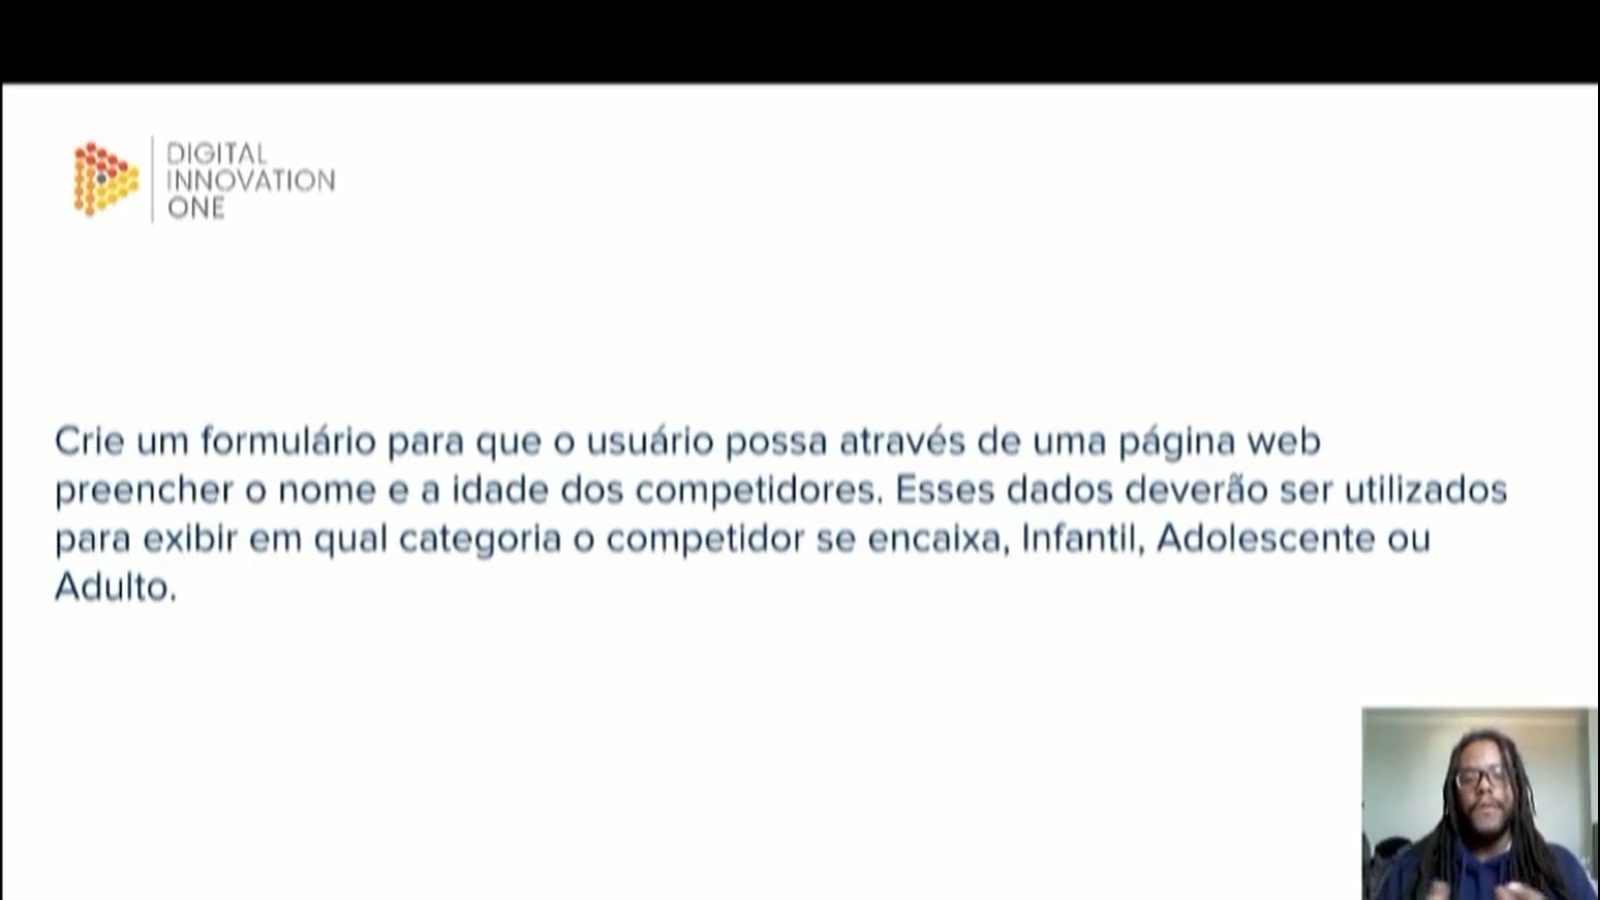 DIGITAL
INNOVATION
ONE
Crie um formulário para que o usuário possa através de uma página web
preencher o nome e a idade dos competidores. Esses dados deverão ser utilizados
para exibir em qual categoria o competidor se encaixa, Infantil, Adolescente ou
Adulto.